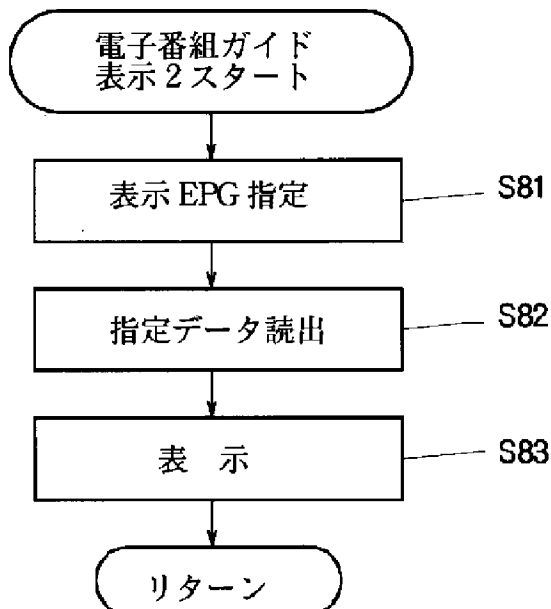 電子番組ガイド
表示2スタート
表示 EPG 指定
S81
指定データ読出
S82
表 示
S83
リターン